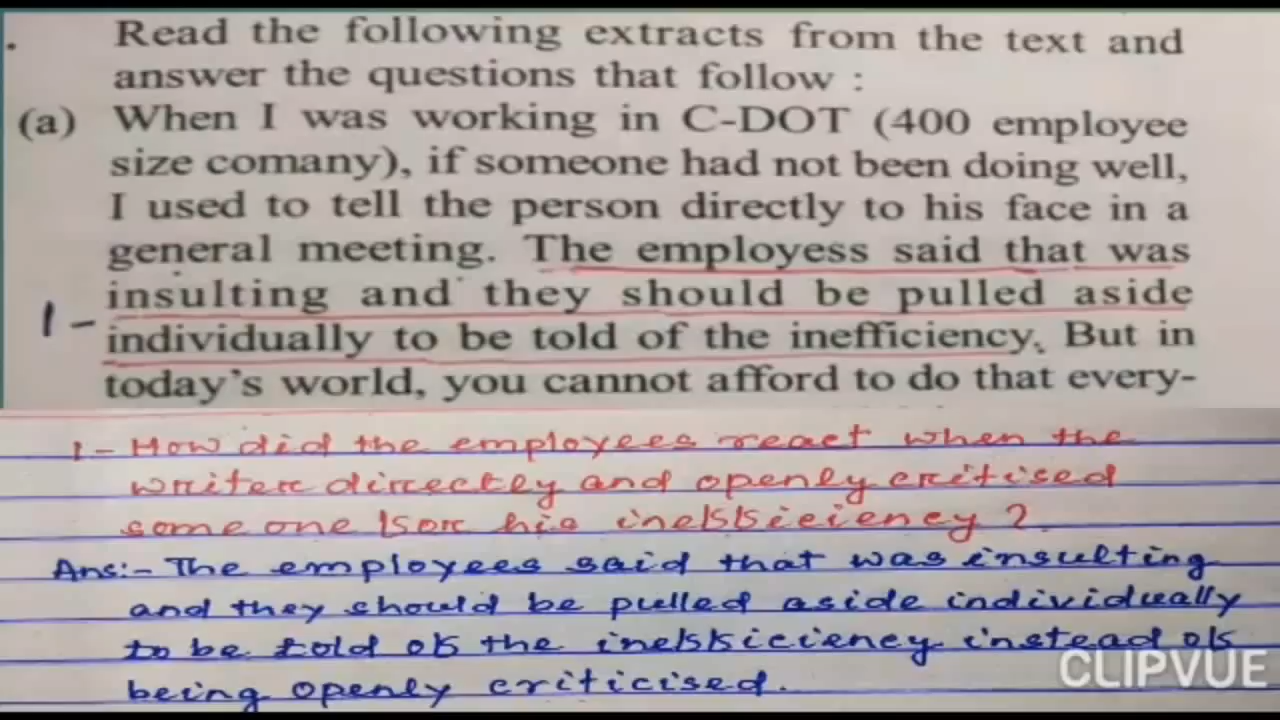 . Read the following extracts from the text and
answer the questions that follow :
(a) When I was working in C-DOT (400 employee
size comany), if someone had not been doing well,
I used to tell the person directly to his face in a
general meeting. The employess said that was
insulting and they should be pulled aside
1- individually to be told of the inefficiency. But in
today's world, you cannot afford to do that every-
1- How did the employees react when the
writer directly and openly critised
some one for his inefficiency ?
Ans:- The employees said that was insulting
and they should be pulled aside individually
to be told of the inefficiency instead of
being openly criticised.
CLIPVUE